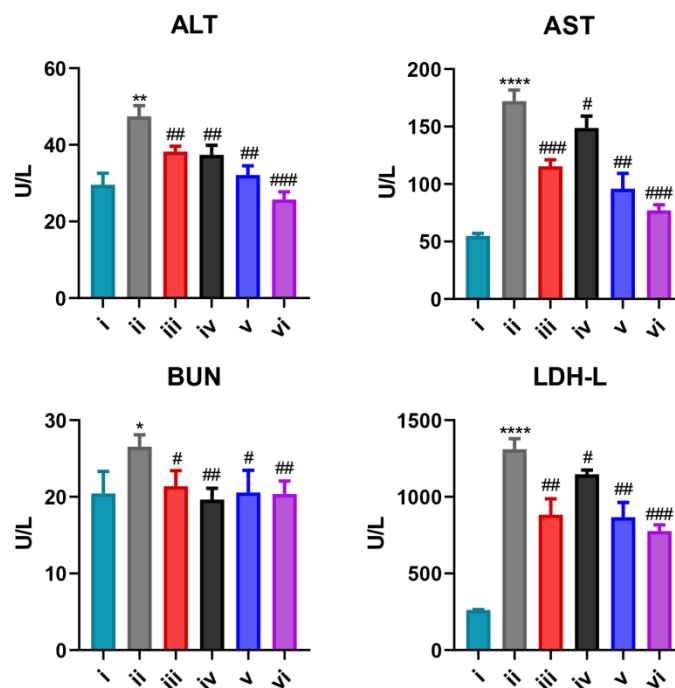 ALT
U/L
60
40
20
0
**
##
##
##
###
i
ii
iii
iv
v
vi
AST
U/L
200
150
100
50
0
****
###
#
##
###
i
ii
iii
iv
v
vi
BUN
U/L
30
20
10
0
*
#
##
#
##
i
ii
iii
iv
v
vi
LDH-L
U/L
1500
1000
500
0
****
##
#
##
###
i
ii
iii
iv
v
vi